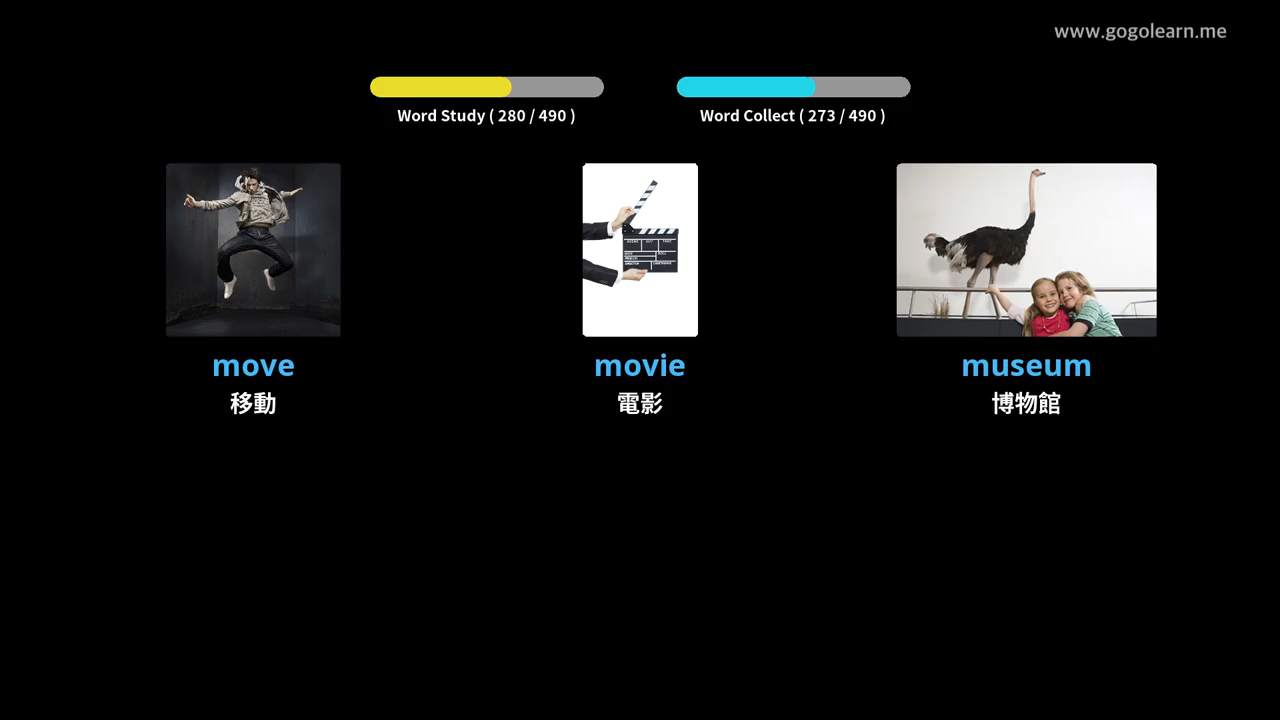 www.gogolearn.me
Word Study ( 280 / 490 )
Word Collect ( 273 / 490 )
move
movie
museum
移動
電影
博物館